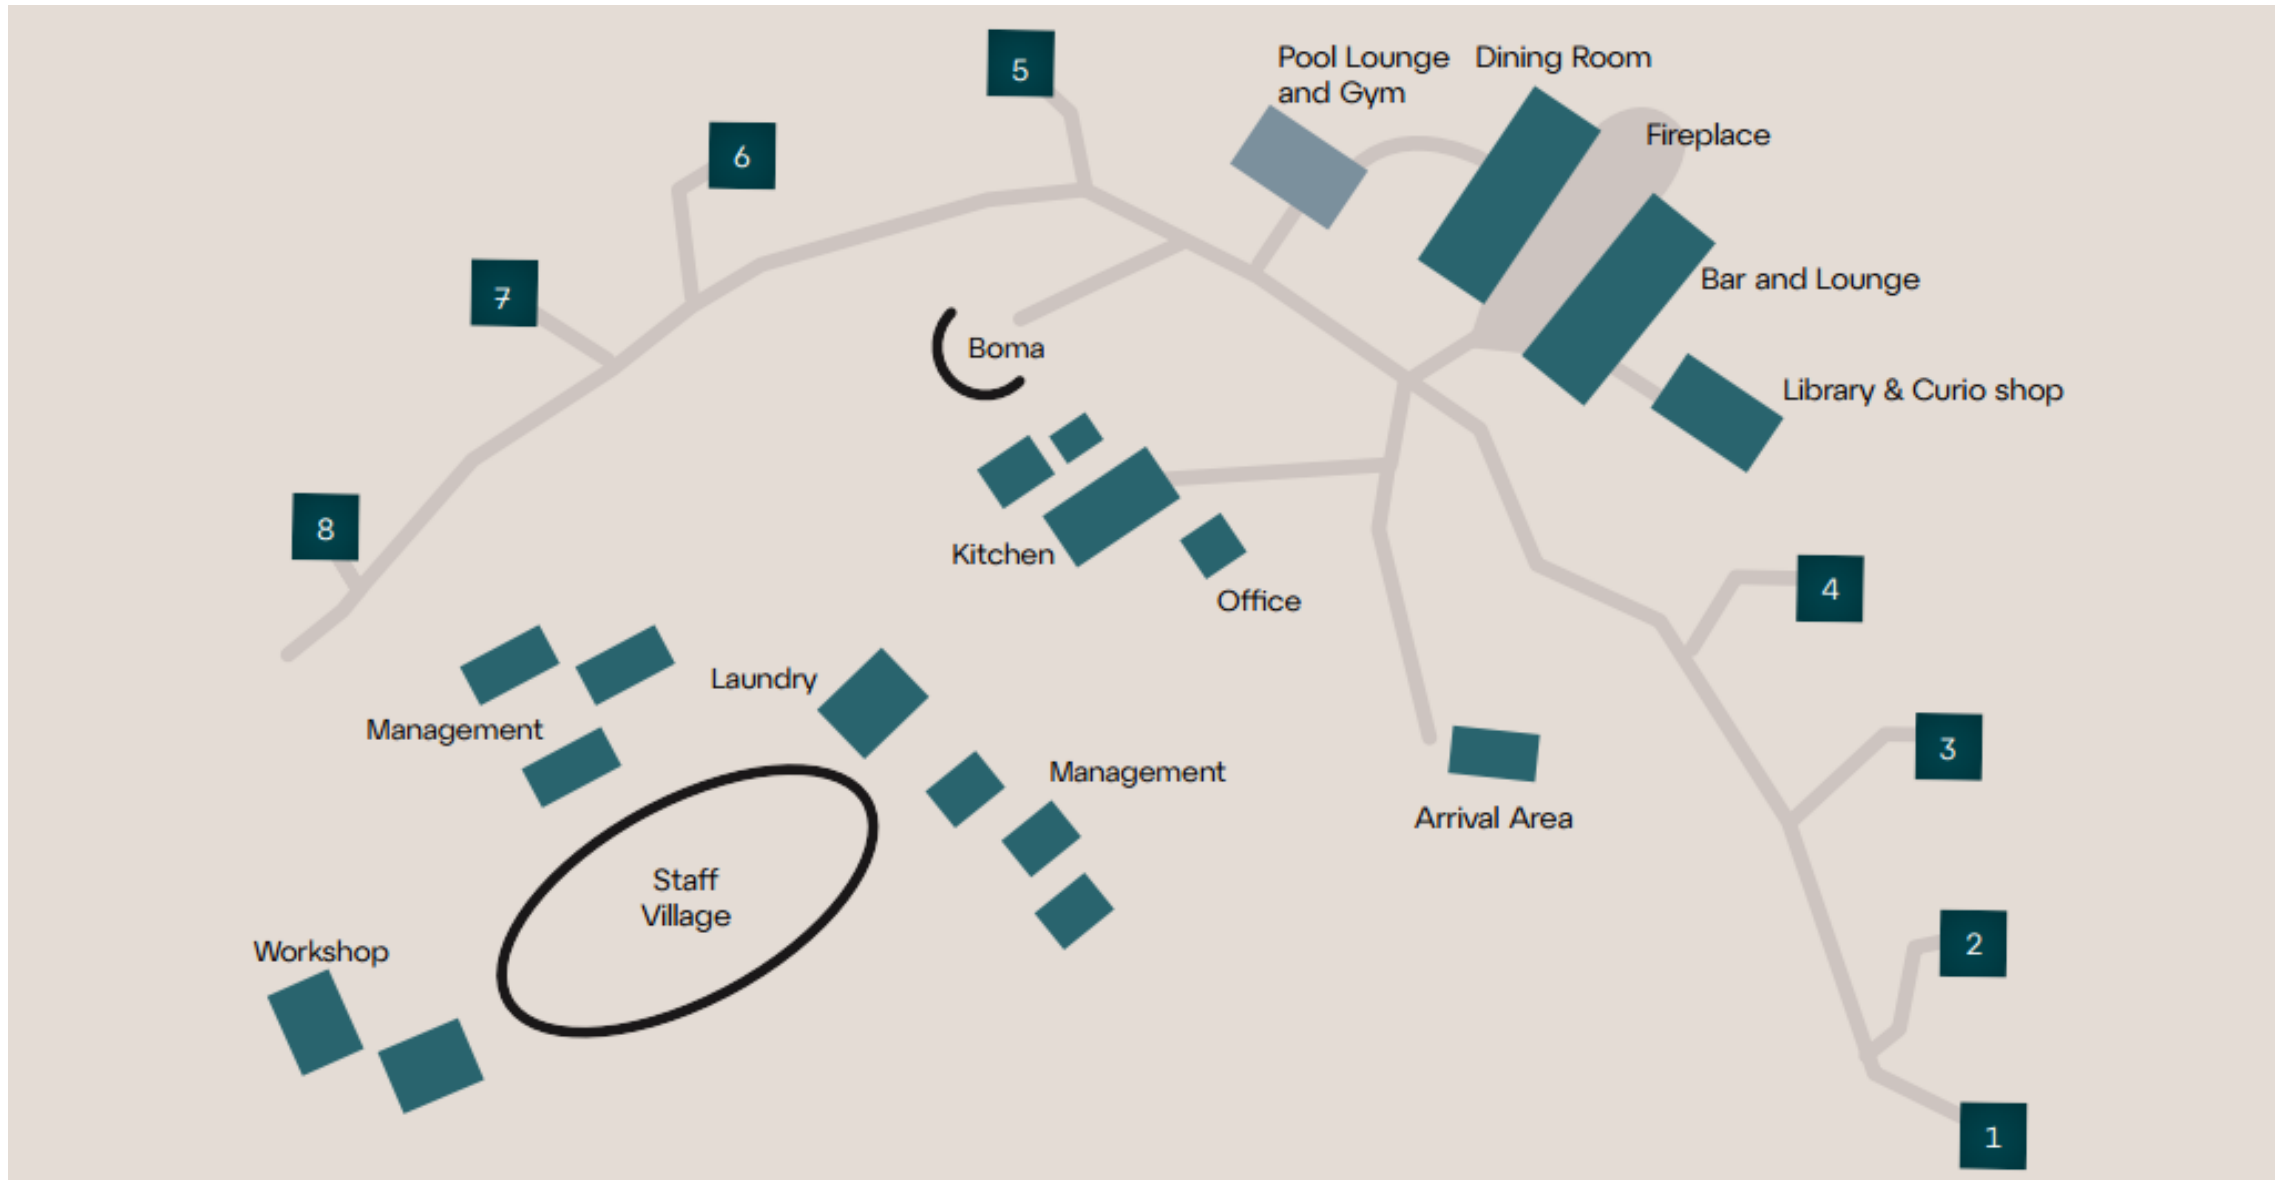 5
Pool Lounge
and Gym
Dining Room
Fireplace
6
7
Bar and Lounge
Boma
Library & Curio shop
8
Kitchen
Office
4
Laundry
Management
3
Management
Arrival Area
Staff
Village
2
Workshop
1